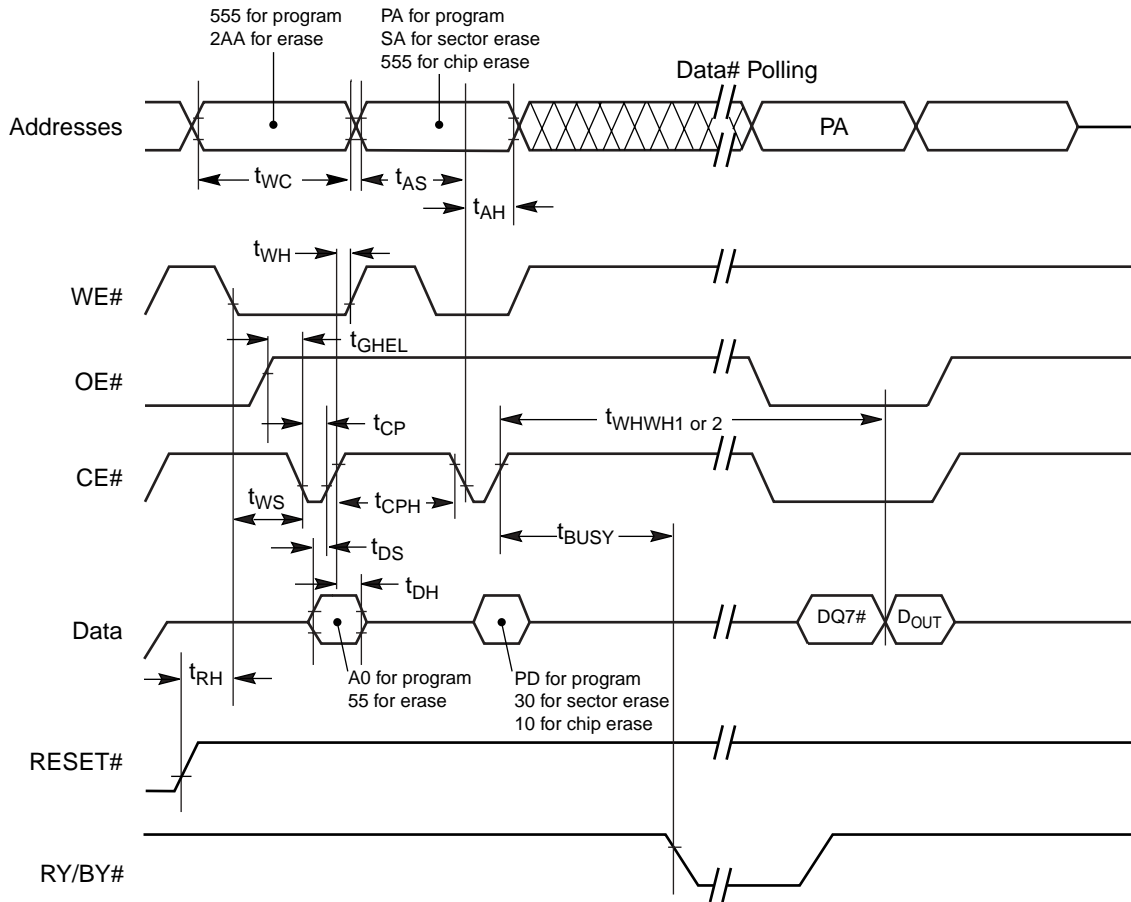 555 for program
2AA for erase
PA for program
SA for sector erase
555 for chip erase
Data# Polling
Addresses
PA
tWC
tAS
tAH
tWH
WE#
tGHEL
OE#
tWHWH1 or 2
tCP
CE#
tWS
tCPH
tBUSY
tDS
tDH
Data
DQ7#
DOUT
tRH
A0 for program
55 for erase
PD for program
30 for sector erase
10 for chip erase
RESET#
RY/BY#